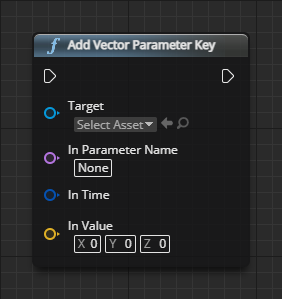 Add Vector Parameter Key
Target
Select Asset
In Parameter Name
None
In Time
In Value
X 0 Y 0 Z 0